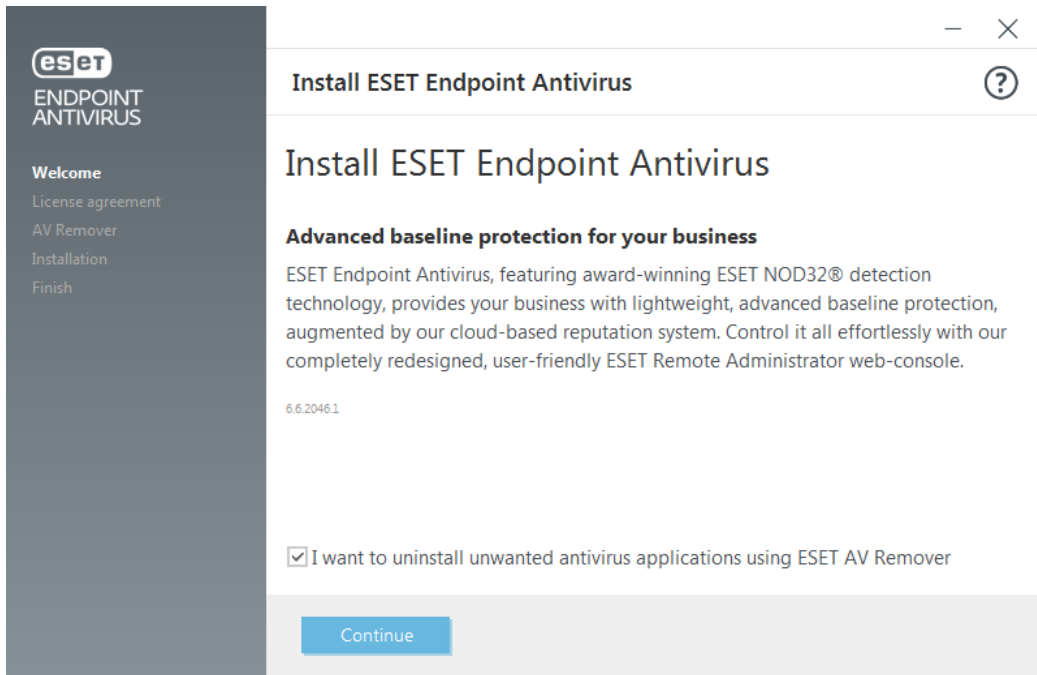 eset
ENDPOINT
ANTIVIRUS
Welcome
License agreement
AV Remover
Installation
Finish
Install ESET Endpoint Antivirus
?
Install ESET Endpoint Antivirus
Advanced baseline protection for your business
ESET Endpoint Antivirus, featuring award-winning ESET NOD32® detection
technology, provides your business with lightweight, advanced baseline protection,
augmented by our cloud-based reputation system. Control it all effortlessly with our
completely redesigned, user-friendly ESET Remote Administrator web-console.
6.6.2046.1
I want to uninstall unwanted antivirus applications using ESET AV Remover
Continue